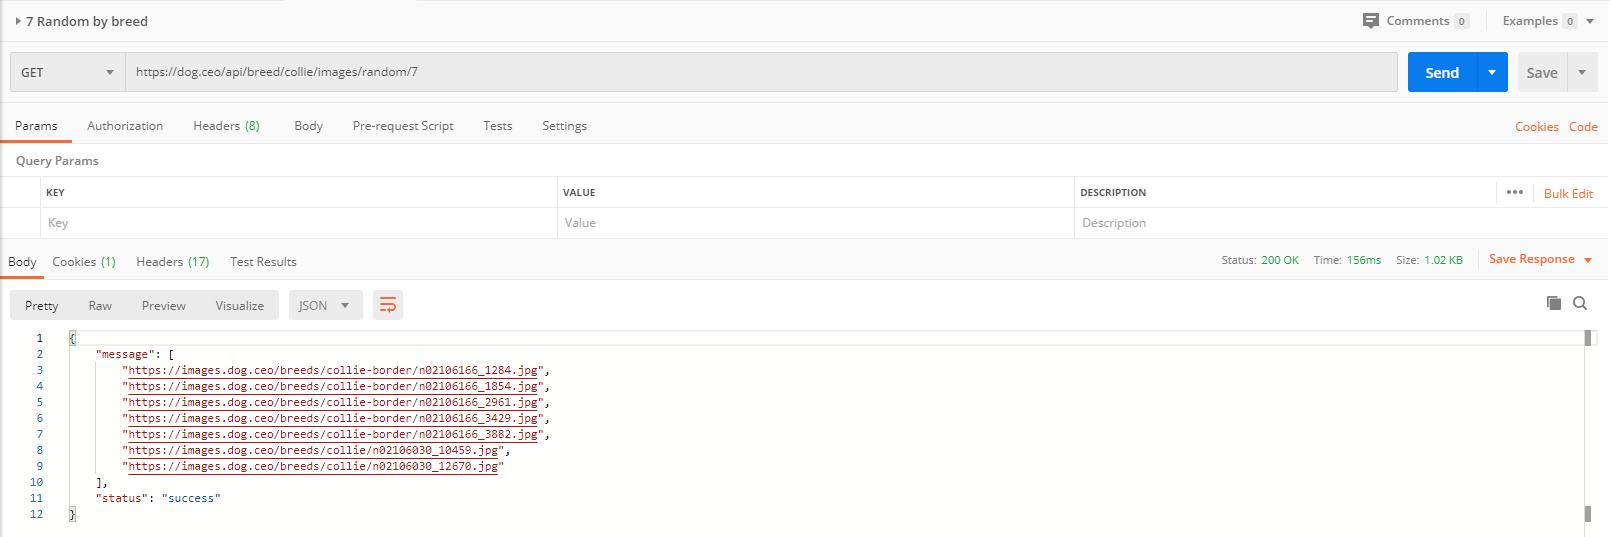 7 Random by breed Comments 0 Examples 0
GET https://dog.ceo/api/breed/collie/images/random/7 Send Save
Params Authorization Headers (8) Body Pre-request Script Tests Settings Cookies Code
Query Params
KEY VALUE DESCRIPTION ••• Bulk Edit
Key Value Description
Body Cookies (1) Headers (17) Test Results Status: 200 OK Time: 156ms Size: 1.02 KB Save Response
Pretty Raw Preview Visualize JSON
1 {
2 "message": [
3 "https://images.dog.ceo/breeds/collie-border/n02106166_1284.jpg",
4 "https://images.dog.ceo/breeds/collie-border/n02106166_1854.jpg",
5 "https://images.dog.ceo/breeds/collie-border/n02106166_2961.jpg",
6 "https://images.dog.ceo/breeds/collie-border/n02106166_3429.jpg",
7 "https://images.dog.ceo/breeds/collie-border/n02106166_3882.jpg",
8 "https://images.dog.ceo/breeds/collie/n02106030_10459.jpg",
9 "https://images.dog.ceo/breeds/collie/n02106030_12670.jpg"
10 ],
11 "status": "success"
12 }